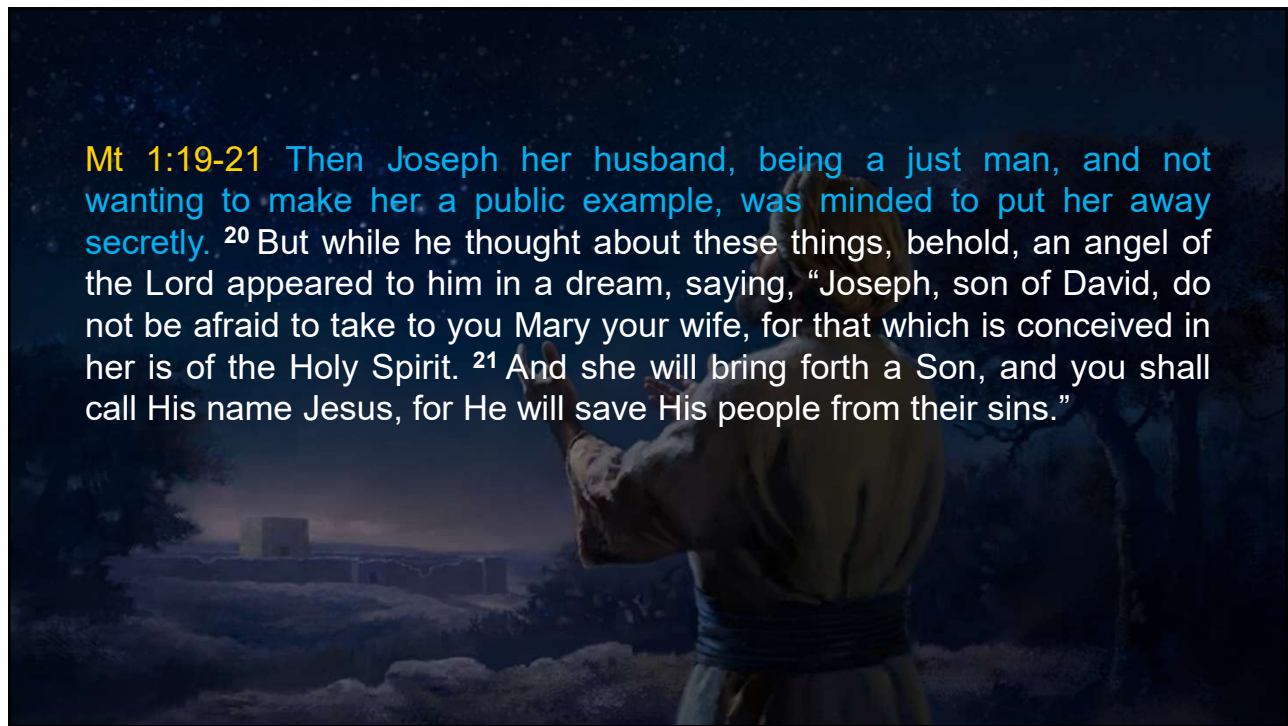 Mt 1:19-21 Then Joseph her husband, being a just man, and not
wanting to make her a public example, was minded to put her away
secretly. 20 But while he thought about these things, behold, an angel of
the Lord appeared to him in a dream, saying, “Joseph, son of David, do
not be afraid to take to you Mary your wife, for that which is conceived in
her is of the Holy Spirit. 21 And she will bring forth a Son, and you shall
call His name Jesus, for He will save His people from their sins.”